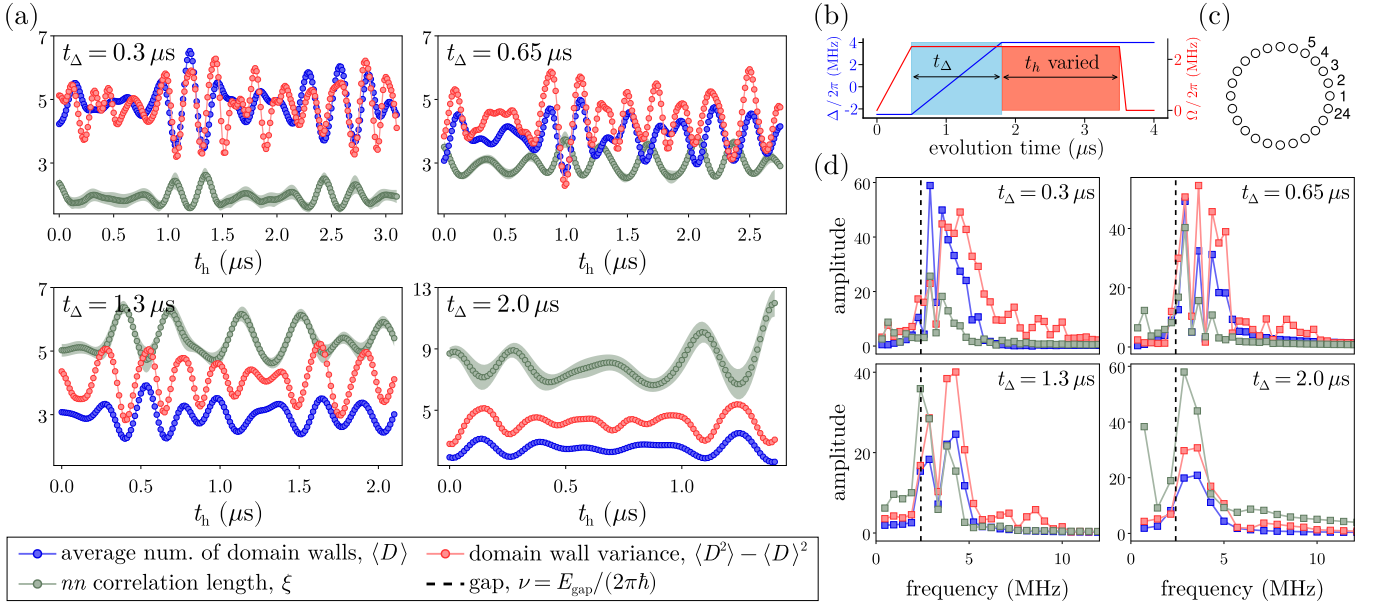 (a)
7
5
3
t_Δ = 0.3 μs
0.0 0.5 1.0 1.5 2.0 2.5 3.0
t_h (μs)
7
5
3
t_Δ = 0.65 μs
0.0 0.5 1.0 1.5 2.0 2.5
t_h (μs)
7
5
3
t_Δ = 1.3 μs
0.0 0.5 1.0 1.5 2.0
t_h (μs)
13
9
5
t_Δ = 2.0 μs
0.0 0.5 1.0
t_h (μs)
average num. of domain walls, ⟨D⟩
domain wall variance, ⟨D²⟩ − ⟨D⟩²
nn correlation length, ξ
gap, ν = E_gap/(2πħ)
(b)
Δ / 2π (MHz)
4
2
0
−2
t_Δ
t_h varied
2
0
Ω / 2π (MHz)
0 1 2 3 4
evolution time (μs)
(c)
5
4
3
2
1
24
(d)
amplitude
60
40
20
0
t_Δ = 0.3 μs
40
20
0
t_Δ = 0.65 μs
amplitude
40
20
0
t_Δ = 1.3 μs
0 5 10
frequency (MHz)
60
40
20
0
t_Δ = 2.0 μs
0 5 10
frequency (MHz)